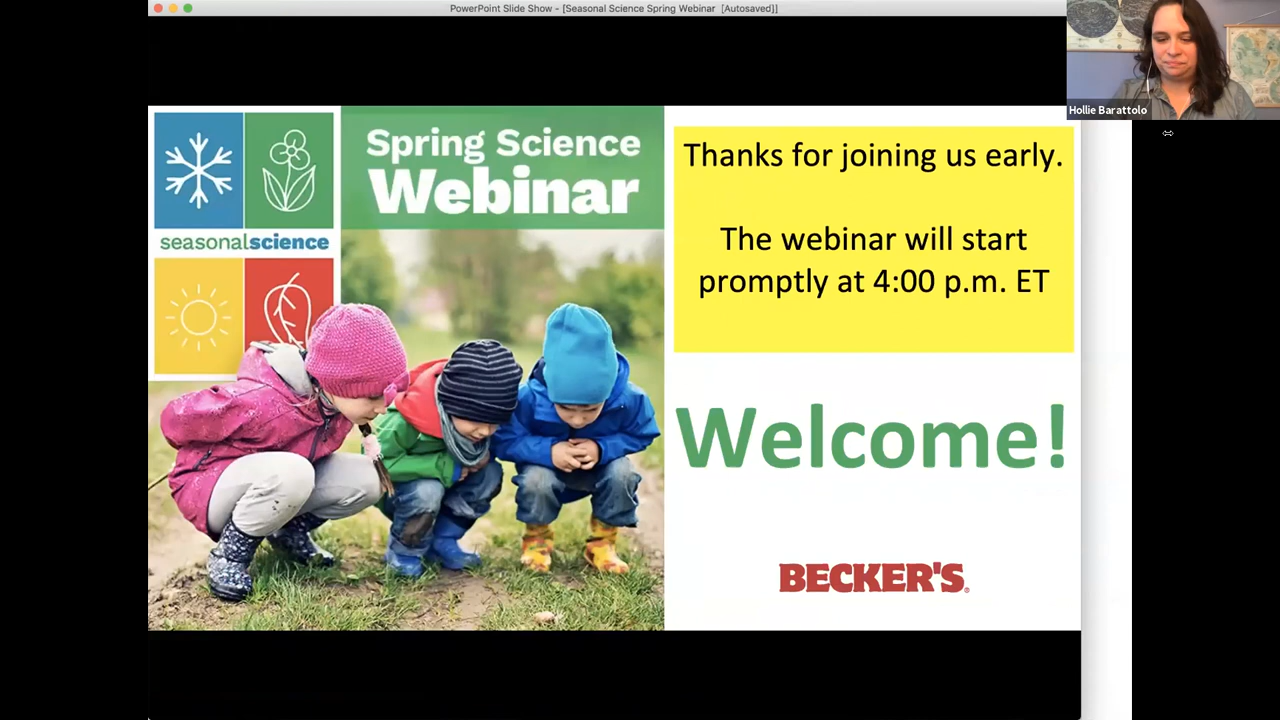 PowerPoint Slide Show - [Seasonal Science Spring Webinar [Autosaved]]
Hollie Barattolo
Spring Science
Webinar
seasonalscience
Thanks for joining us early.
The webinar will start
promptly at 4:00 p.m. ET
Welcome!
BECKER'S®